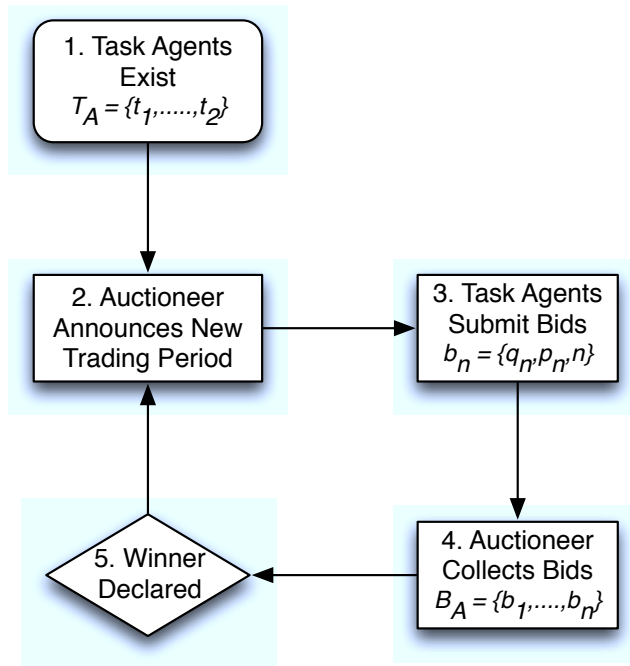 1. Task Agents
Exist
T_A = {t_1,.....,t_2}
2. Auctioneer
Announces New
Trading Period
3. Task Agents
Submit Bids
b_n = {q_n,p_n,n}
4. Auctioneer
Collects Bids
B_A = {b_1,....,b_n}
5. Winner
Declared